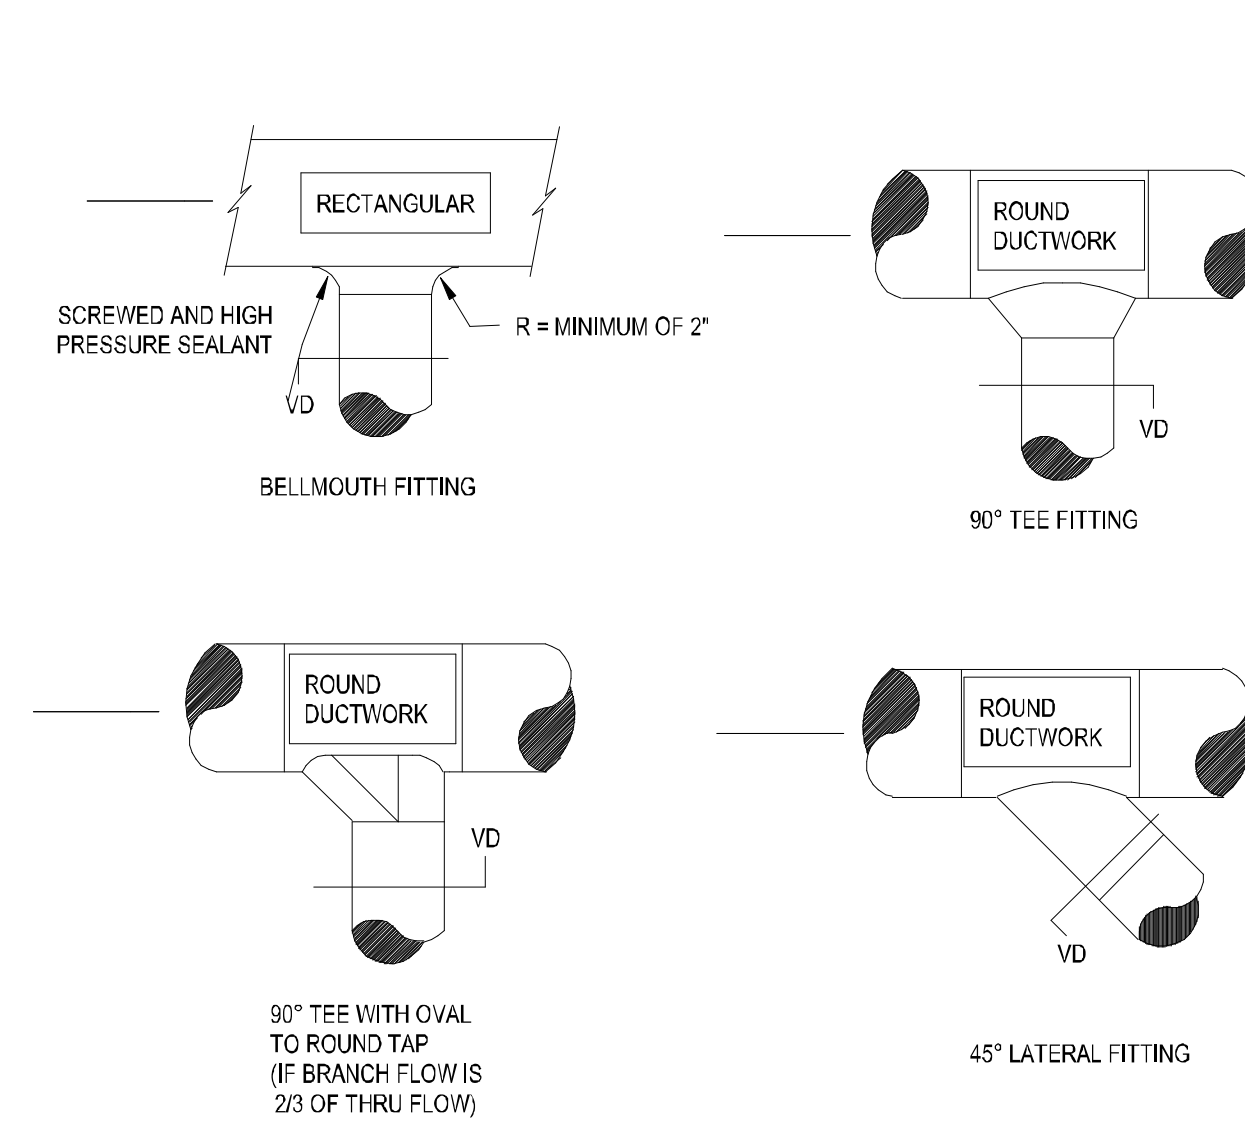 RECTANGULAR
SCREWED AND HIGH
PRESSURE SEALANT
R = MINIMUM OF 2"
VD
BELLMOUTH FITTING
ROUND
DUCTWORK
VD
90° TEE FITTING
ROUND
DUCTWORK
VD
90° TEE WITH OVAL
TO ROUND TAP
(IF BRANCH FLOW IS
2/3 OF THRU FLOW)
ROUND
DUCTWORK
VD
45° LATERAL FITTING